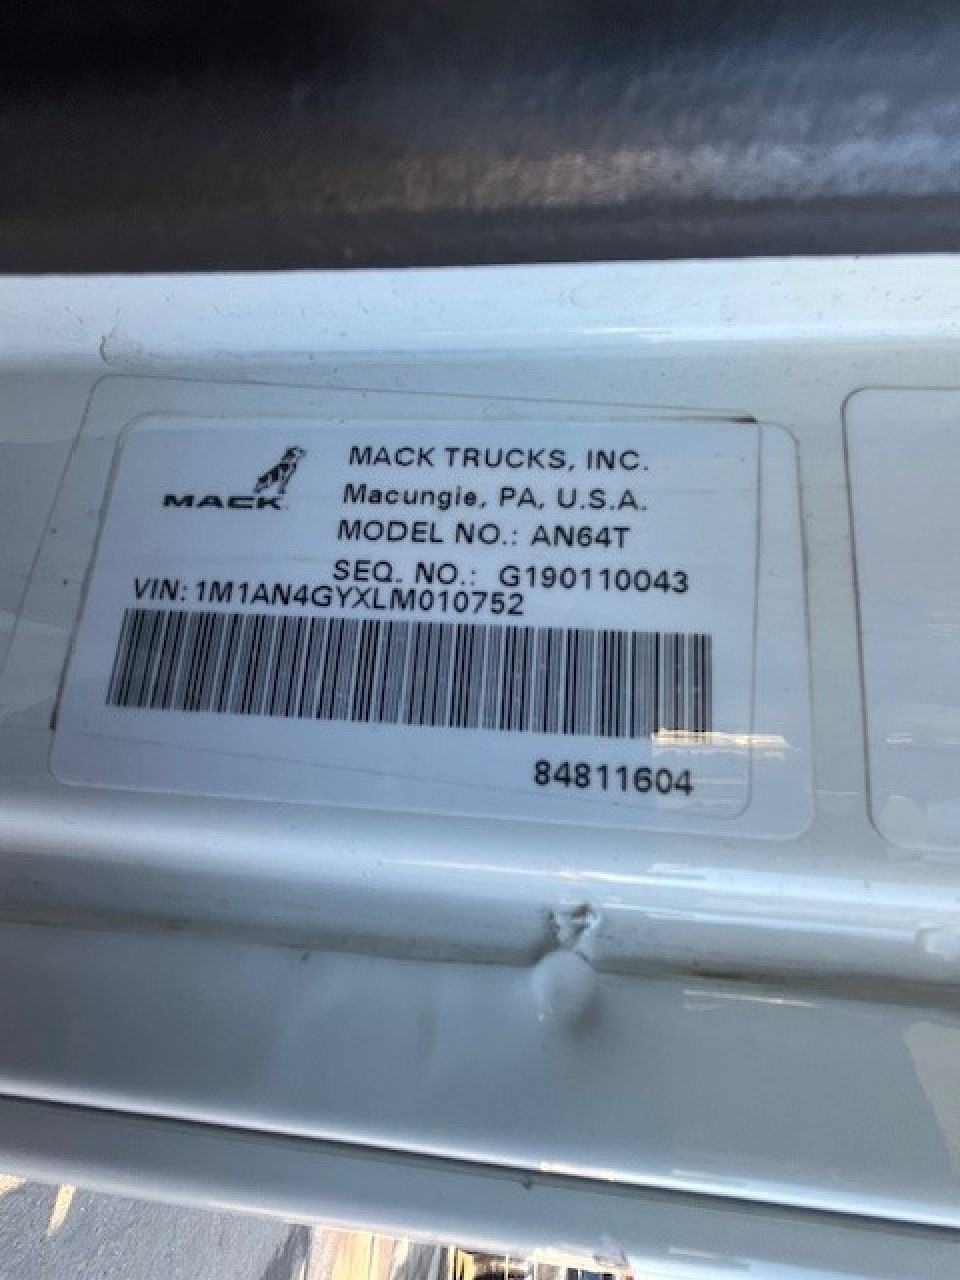 MACK
MACK TRUCKS, INC.
Macungie, PA, U.S.A.
MODEL NO.: AN64T
SEQ. NO.: G190110043
VIN: 1M1AN4GYXLM010752
84811604